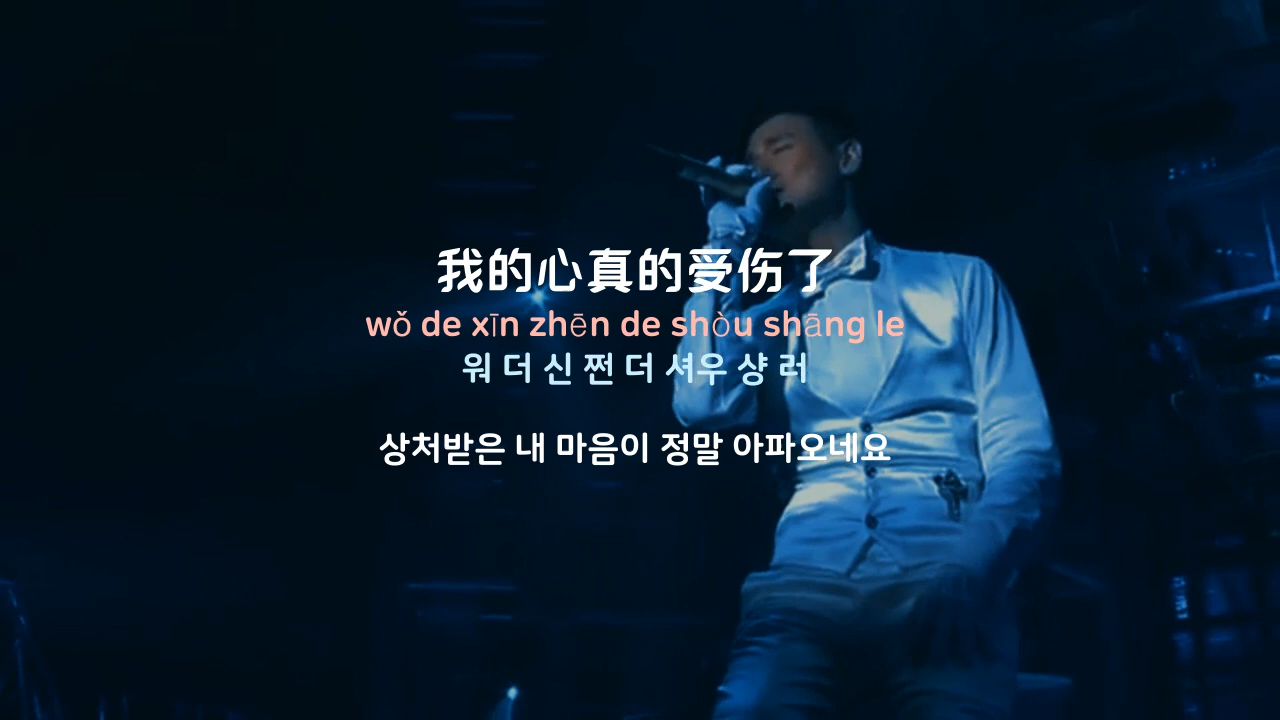 我的心真的受伤了
wǒ de xīn zhēn de shòu shāng le
워 더 신 쩐 더 셔우 샹 러
상처받은 내 마음이 정말 아파오네요